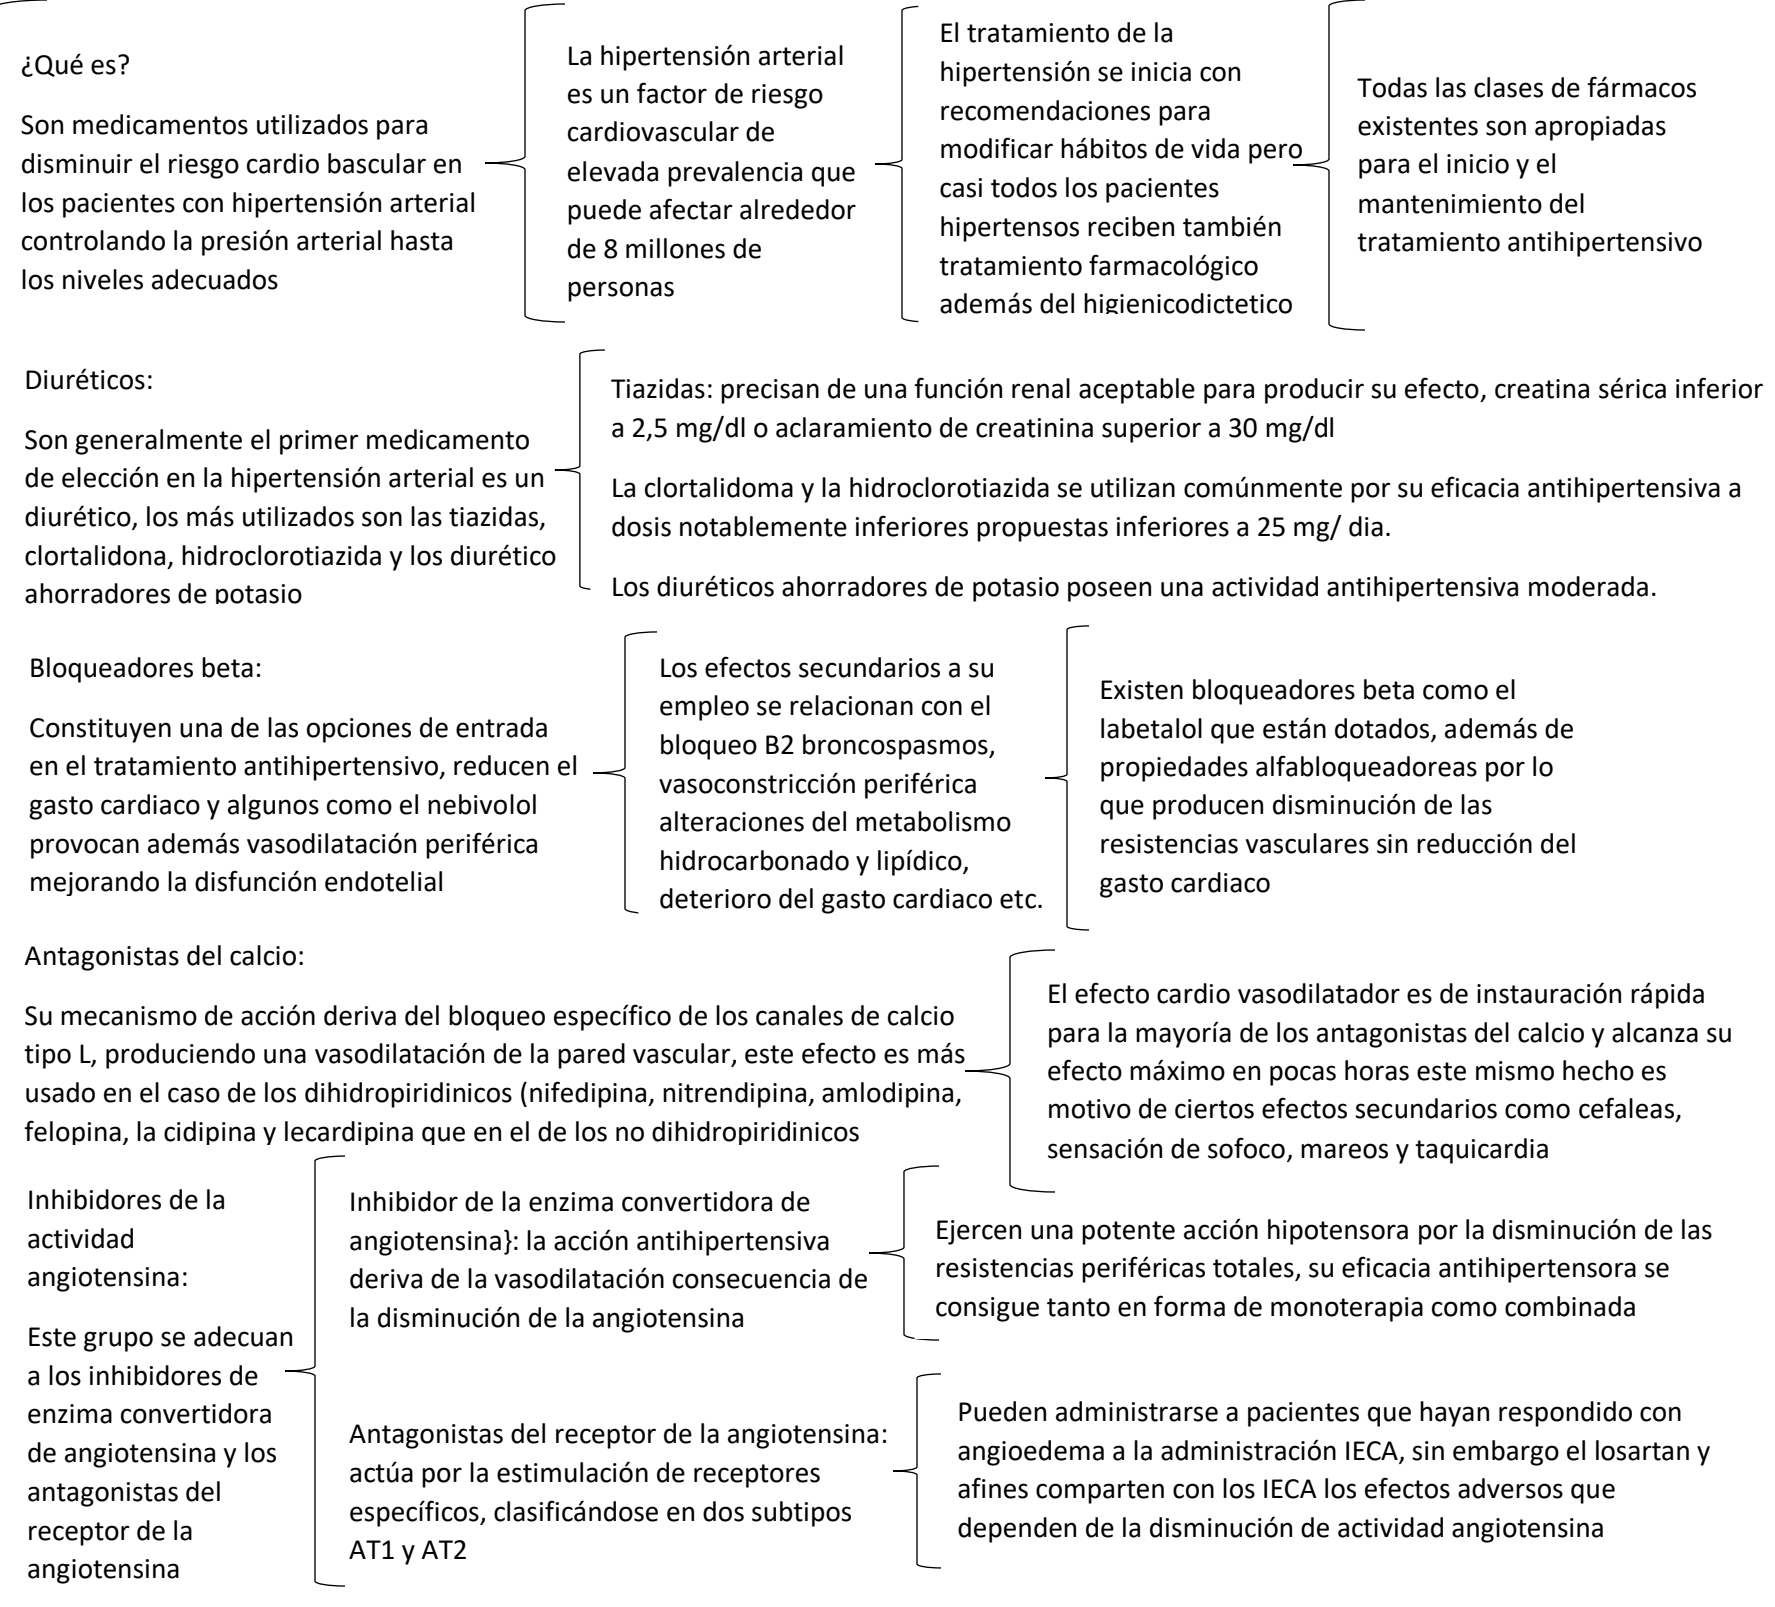 ¿Qué es?
Son medicamentos utilizados para
disminuir el riesgo cardio bascular en
los pacientes con hipertensión arterial
controlando la presión arterial hasta
los niveles adecuados
La hipertensión arterial
es un factor de riesgo
cardiovascular de
elevada prevalencia que
puede afectar alrededor
de 8 millones de
personas
El tratamiento de la
hipertensión se inicia con
recomendaciones para
modificar hábitos de vida pero
casi todos los pacientes
hipertensos reciben también
tratamiento farmacológico
además del higienicodictetico
Todas las clases de fármacos
existentes son apropiadas
para el inicio y el
mantenimiento del
tratamiento antihipertensivo
Diuréticos:
Son generalmente el primer medicamento
de elección en la hipertensión arterial es un
diurético, los más utilizados son las tiazidas,
clortalidona, hidroclorotiazida y los diurético
ahorradores de potasio
Tiazidas: precisan de una función renal aceptable para producir su efecto, creatina sérica inferior
a 2,5 mg/dl o aclaramiento de creatinina superior a 30 mg/dl
La clortalidoma y la hidroclorotiazida se utilizan comúnmente por su eficacia antihipertensiva a
dosis notablemente inferiores propuestas inferiores a 25 mg/ dia.
Los diuréticos ahorradores de potasio poseen una actividad antihipertensiva moderada.
Bloqueadores beta:
Constituyen una de las opciones de entrada
en el tratamiento antihipertensivo, reducen el
gasto cardiaco y algunos como el nebivolol
provocan además vasodilatación periférica
mejorando la disfunción endotelial
Los efectos secundarios a su
empleo se relacionan con el
bloqueo B2 broncospasmos,
vasoconstricción periférica
alteraciones del metabolismo
hidrocarbonado y lipídico,
deterioro del gasto cardiaco etc.
Existen bloqueadores beta como el
labetalol que están dotados, además de
propiedades alfabloqueadoreas por lo
que producen disminución de las
resistencias vasculares sin reducción del
gasto cardiaco
Antagonistas del calcio:
Su mecanismo de acción deriva del bloqueo específico de los canales de calcio
tipo L, produciendo una vasodilatación de la pared vascular, este efecto es más
usado en el caso de los dihidropiridinicos (nifedipina, nitrendipina, amlodipina,
felopina, la cidipina y lecardipina que en el de los no dihidropiridinicos
El efecto cardio vasodilatador es de instauración rápida
para la mayoría de los antagonistas del calcio y alcanza su
efecto máximo en pocas horas este mismo hecho es
motivo de ciertos efectos secundarios como cefaleas,
sensación de sofoco, mareos y taquicardia
Inhibidores de la
actividad
angiotensina:
Este grupo se adecuan
a los inhibidores de
enzima convertidora
de angiotensina y los
antagonistas del
receptor de la
angiotensina
Inhibidor de la enzima convertidora de
angiotensina}: la acción antihipertensiva
deriva de la vasodilatación consecuencia de
la disminución de la angiotensina
Ejercen una potente acción hipotensora por la disminución de las
resistencias periféricas totales, su eficacia antihipertensora se
consigue tanto en forma de monoterapia como combinada
Antagonistas del receptor de la angiotensina:
actúa por la estimulación de receptores
específicos, clasificándose en dos subtipos
AT1 y AT2
Pueden administrarse a pacientes que hayan respondido con
angioedema a la administración IECA, sin embargo el losartan y
afines comparten con los IECA los efectos adversos que
dependen de la disminución de actividad angiotensina